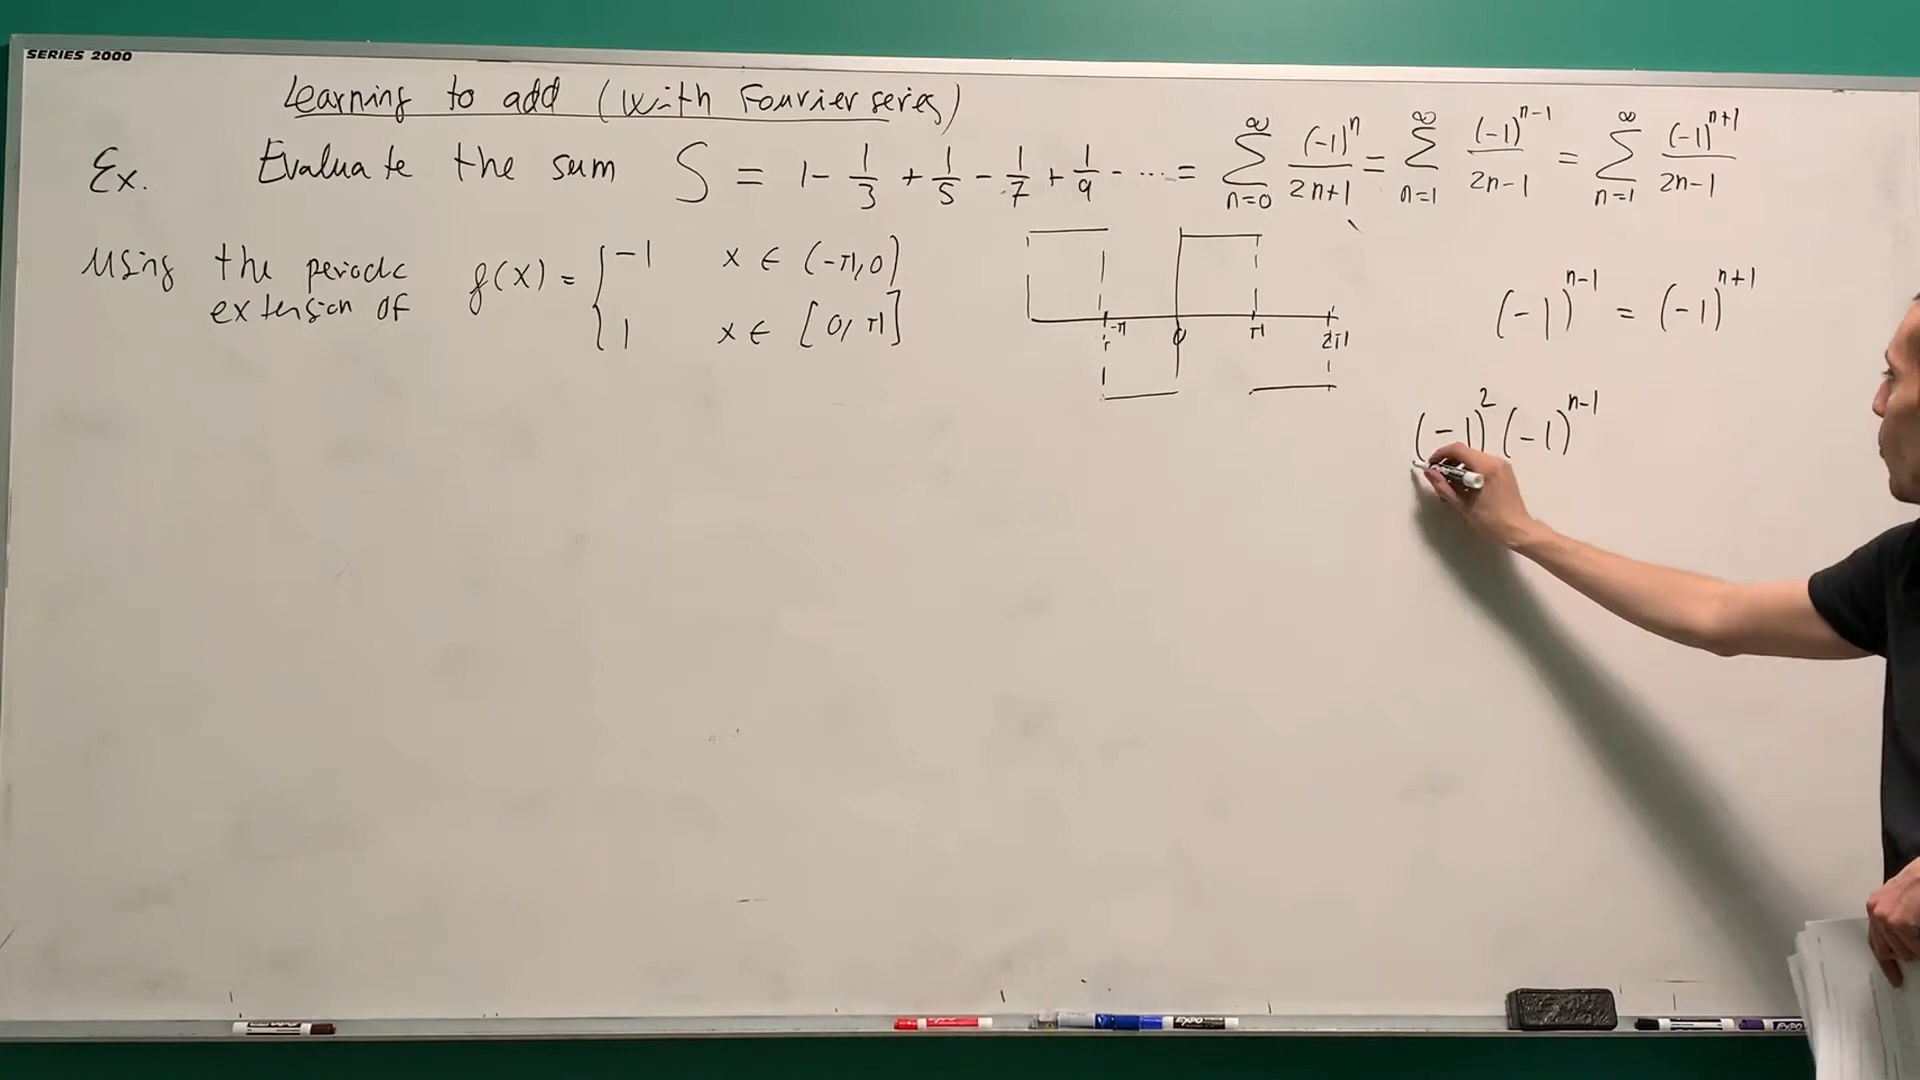 SERIES 2000
Learning to add (with Fourier series)
Ex. Evaluate the sum S = 1 - 1/3 + 1/5 - 1/7 + 1/9 - ... = ∑_{n=0}^{∞} (-1)^n/(2n+1) = ∑_{n=1}^{∞} (-1)^{n-1}/(2n-1) = ∑_{n=1}^{∞} (-1)^{n+1}/(2n-1)
Using the periodic extension of f(x) = { -1 x ∈ (-π, 0)
1 x ∈ [0, π]
-π 0 π 2π
(-1)^{n-1} = (-1)^{n+1}
(-1)^2 (-1)^{n-1}
EXPO
EXPO